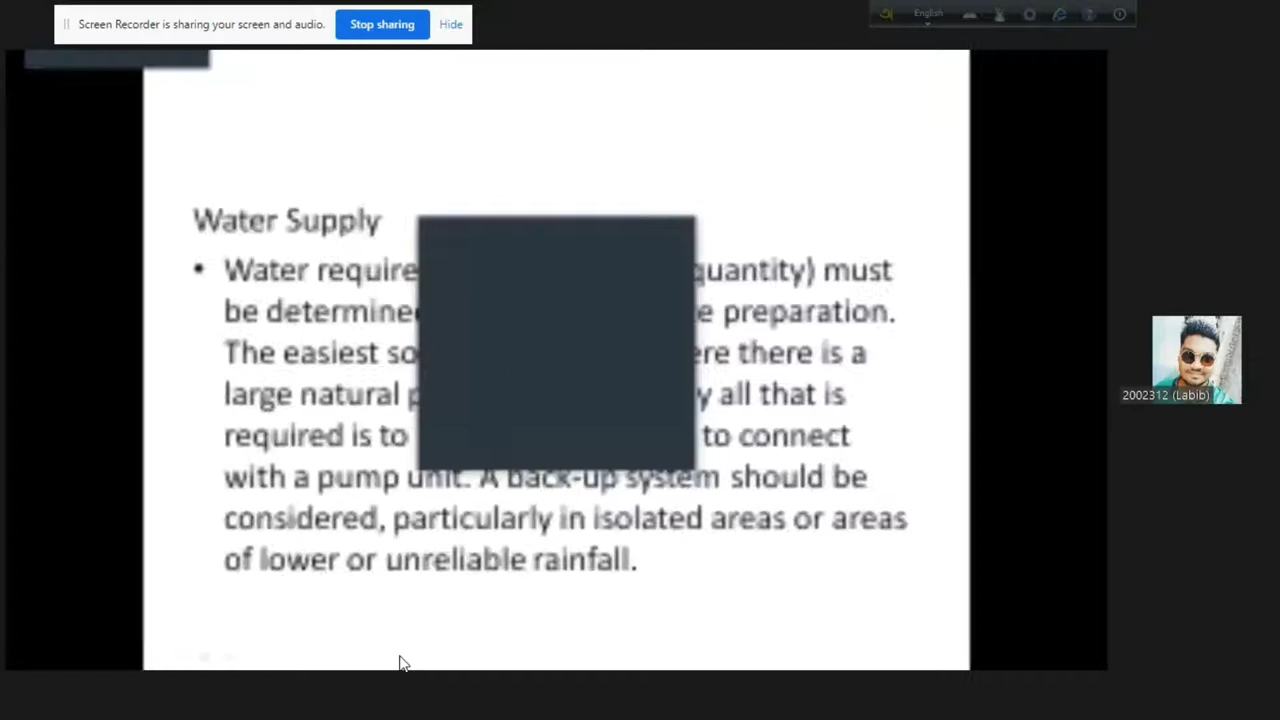 Screen Recorder is sharing your screen and audio. Stop sharing Hide
English
Water Supply
• Water require quantity) must
be determine e preparation.
The easiest so ere there is a
large natural p y all that is
required is to to connect
with a pump unit. A back-up system should be
considered, particularly in isolated areas or areas
of lower or unreliable rainfall.
2002312 (Labib)